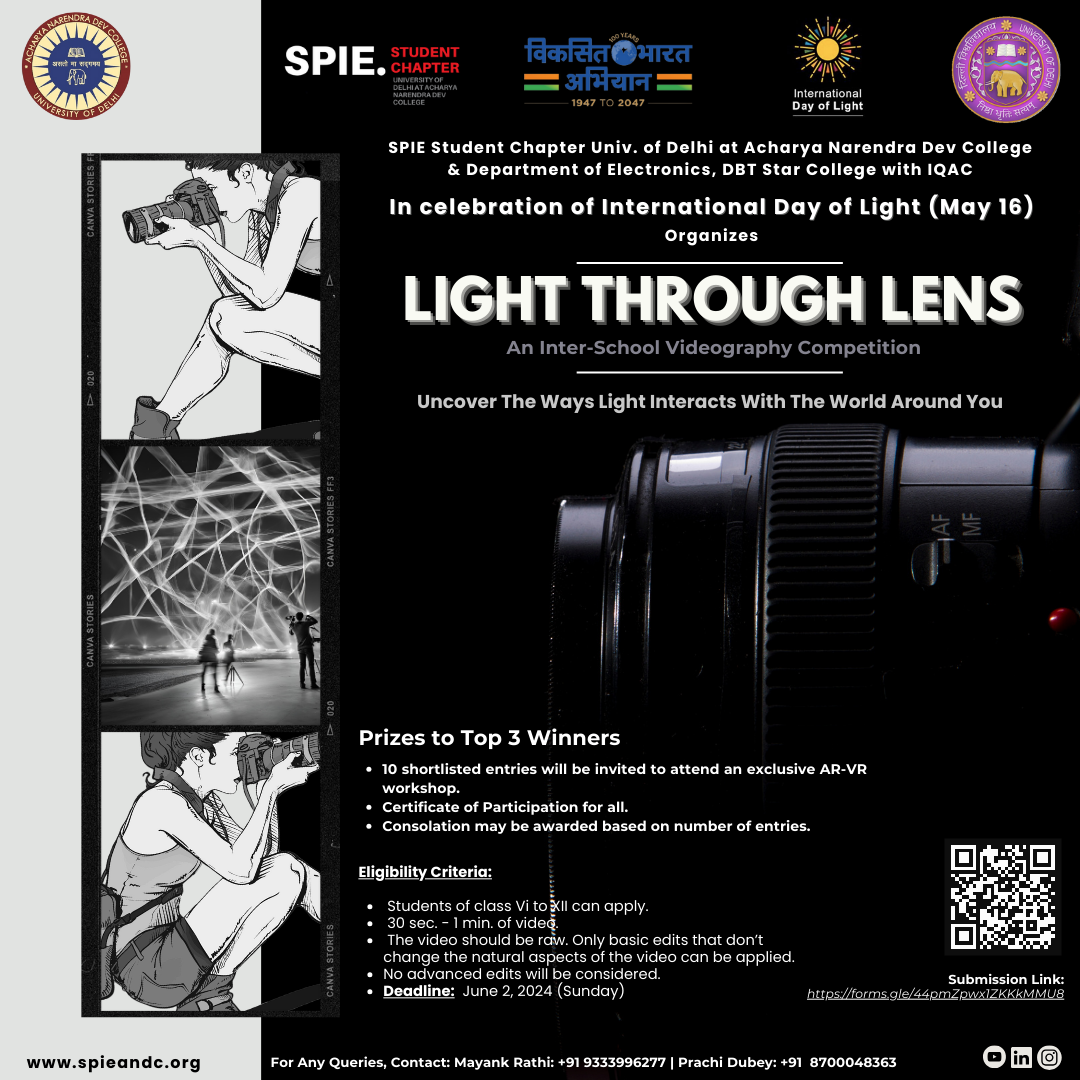 ACHARYA NARENDRA DEV COLLEGE
असतो मा सद्गमय
UNIVERSITY OF DELHI
SPIE. STUDENT
CHAPTER
UNIVERSITY OF
DELHI AT ACHARYA
NARENDRA DEV
COLLEGE
100 YEARS
विकसित भारत
अभियान
1947 TO 2047
International
Day of Light
दिल्ली विश्वविद्यालय
UNIVERSITY OF DELHI
निष्ठा धृतिः सत्यम्
SPIE Student Chapter Univ. of Delhi at Acharya Narendra Dev College
& Department of Electronics, DBT Star College with IQAC
In celebration of International Day of Light (May 16)
Organizes
LIGHT THROUGH LENS
An Inter-School Videography Competition
Uncover The Ways Light Interacts With The World Around You
CANVA STORIES FF
020
CANVA STORIES FF3
CANVA STORIES
020
CANVA STORIES
AF
MF
Prizes to Top 3 Winners
• 10 shortlisted entries will be invited to attend an exclusive AR-VR
workshop.
• Certificate of Participation for all.
• Consolation may be awarded based on number of entries.
Eligibility Criteria:
• Students of class Vi to XII can apply.
• 30 sec. - 1 min. of video.
• The video should be raw. Only basic edits that don't
change the natural aspects of the video can be applied.
• No advanced edits will be considered.
• Deadline: June 2, 2024 (Sunday)
Submission Link:
https://forms.gle/44pmZpwx1ZKKkMMU8
www.spieandc.org
For Any Queries, Contact: Mayank Rathi: +91 9333996277 | Prachi Dubey: +91 8700048363
in